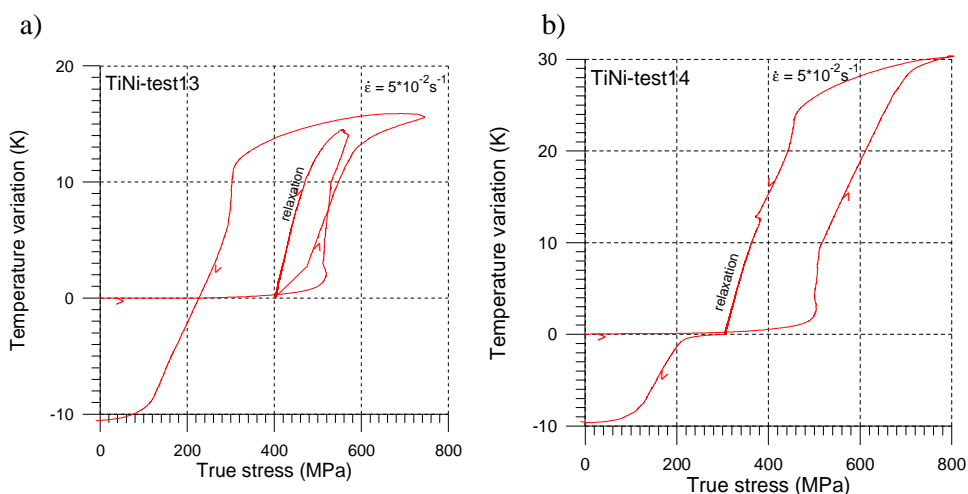 a)
TiNi-test13
ε̇ = 5*10⁻²s⁻¹
20
10
0
-10
Temperature variation (K)
relaxation
0 200 400 600 800
True stress (MPa)
b)
TiNi-test14
ε̇ = 5*10⁻²s⁻¹
30
20
10
0
-10
Temperature variation (K)
relaxation
0 200 400 600 800
True stress (MPa)